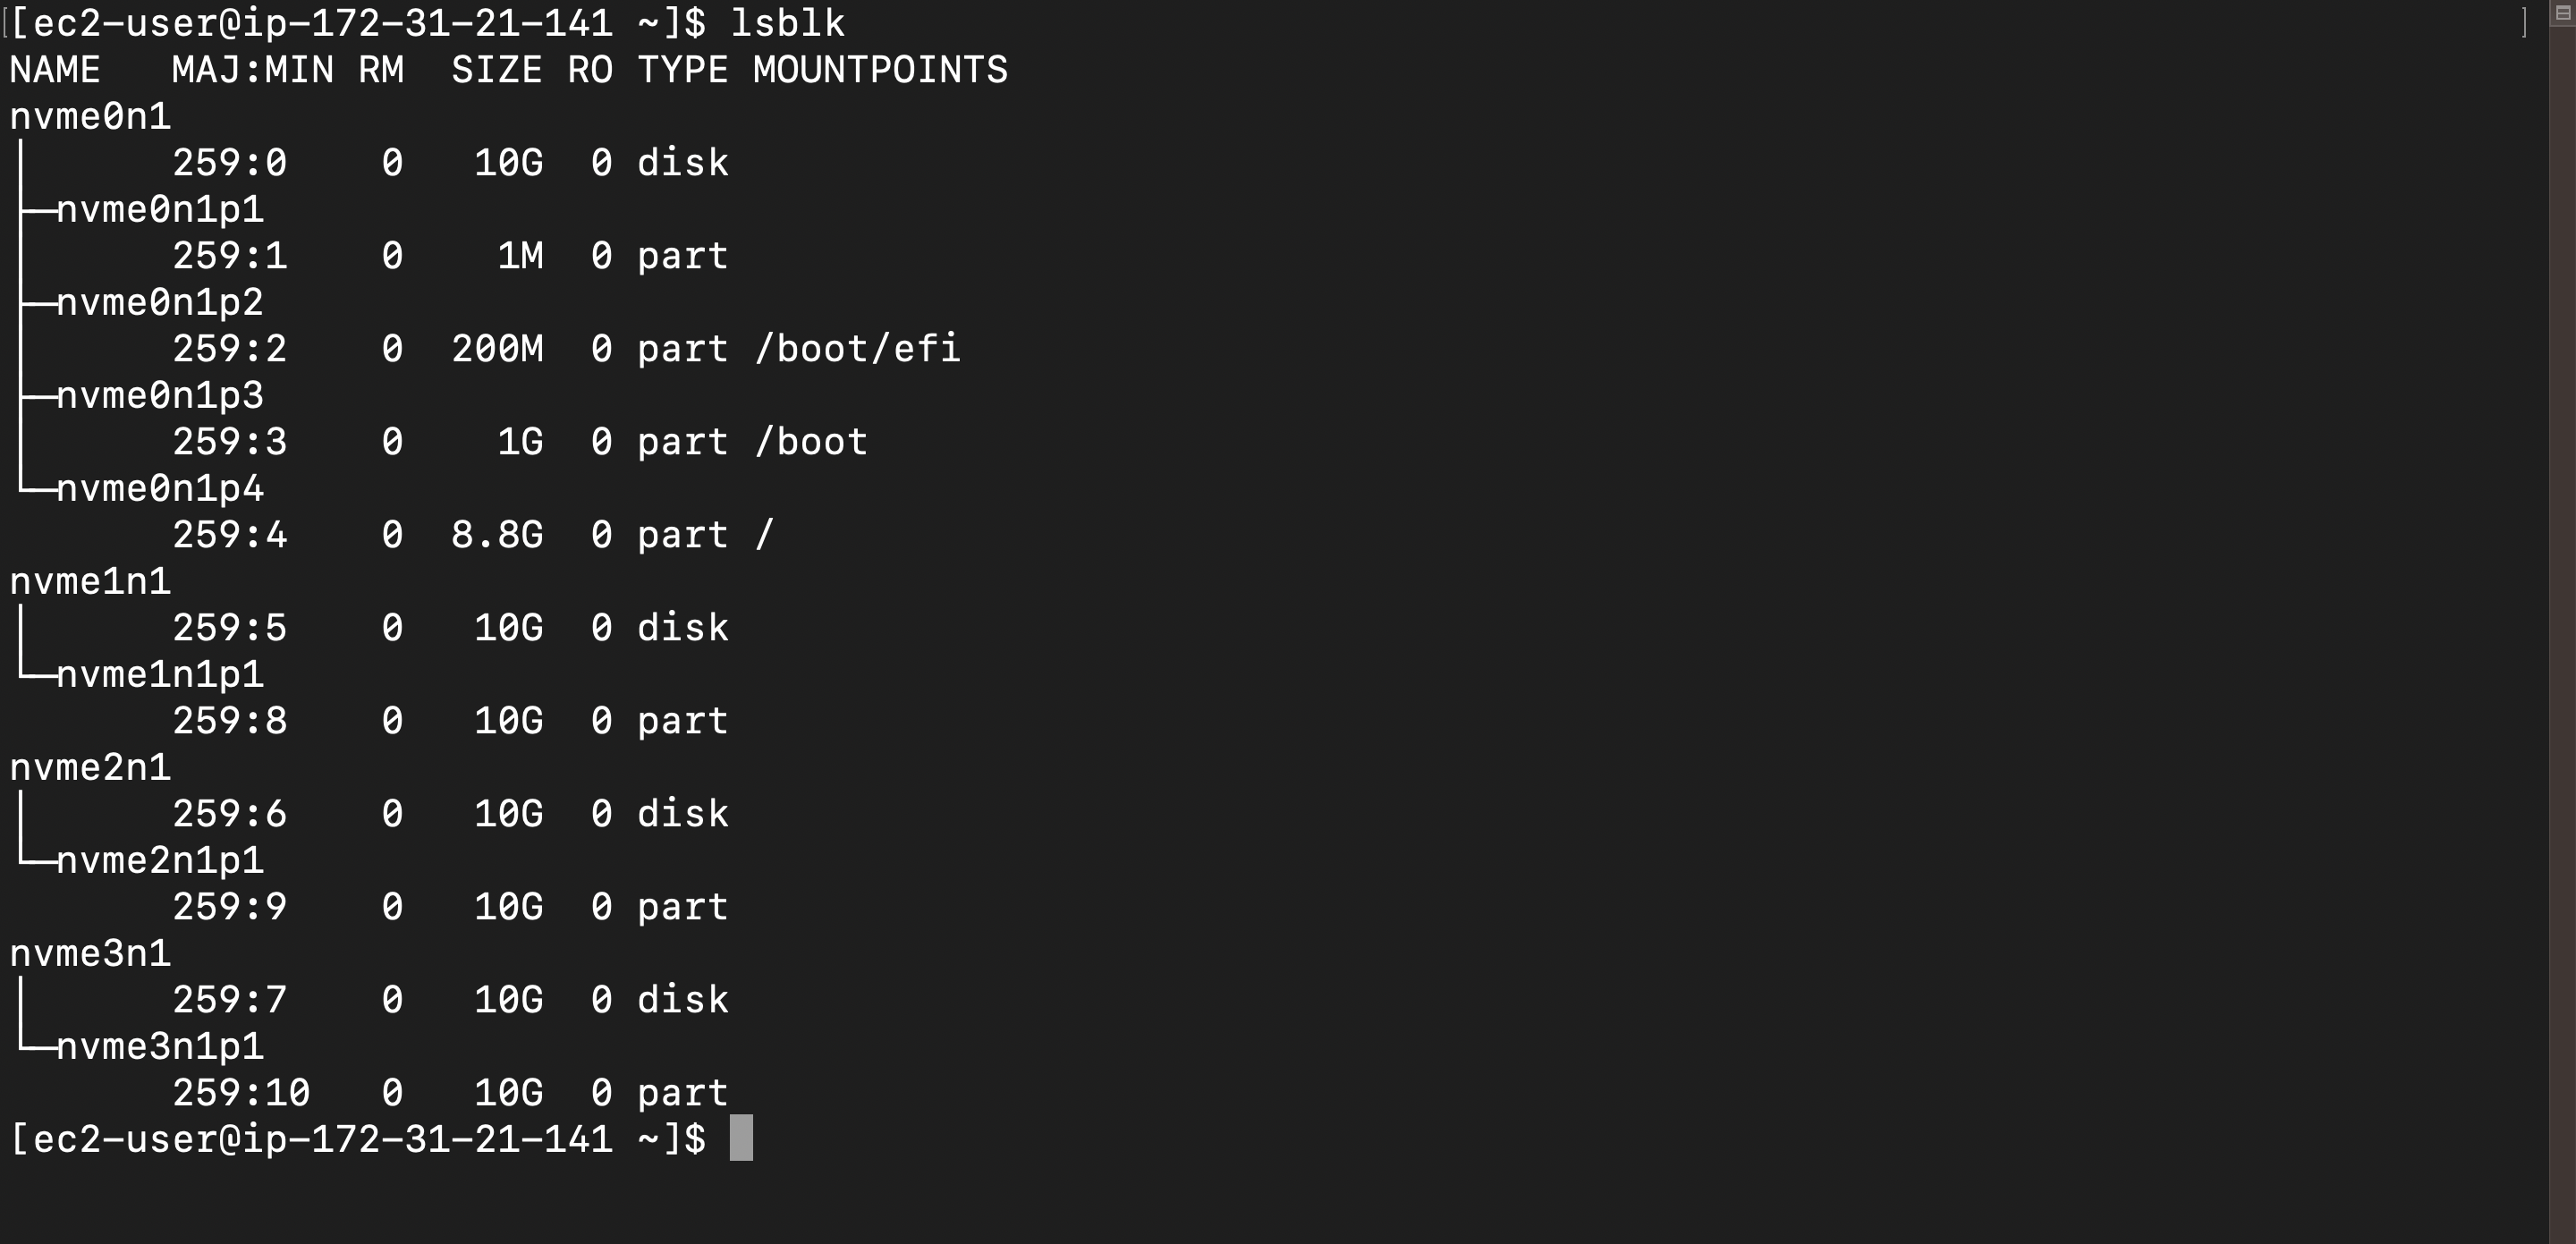 [ec2-user@ip-172-31-21-141 ~]$ lsblk
NAME   MAJ:MIN RM  SIZE RO TYPE MOUNTPOINTS
nvme0n1
│      259:0    0   10G  0 disk
├─nvme0n1p1
│      259:1    0    1M  0 part
├─nvme0n1p2
│      259:2    0  200M  0 part /boot/efi
├─nvme0n1p3
│      259:3    0    1G  0 part /boot
└─nvme0n1p4
       259:4    0  8.8G  0 part /
nvme1n1
│      259:5    0   10G  0 disk
└─nvme1n1p1
       259:8    0   10G  0 part
nvme2n1
│      259:6    0   10G  0 disk
└─nvme2n1p1
       259:9    0   10G  0 part
nvme3n1
│      259:7    0   10G  0 disk
└─nvme3n1p1
       259:10   0   10G  0 part
[ec2-user@ip-172-31-21-141 ~]$